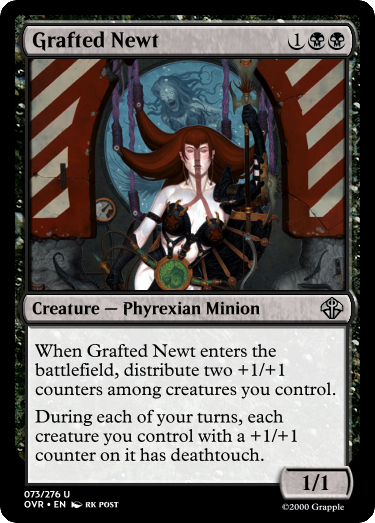 Grafted Newt 1
Creature — Phyrexian Minion
When Grafted Newt enters the
battlefield, distribute two +1/+1
counters among creatures you control.
During each of your turns, each
creature you control with a +1/+1
counter on it has deathtouch.
1/1
073/276 U
OVR • EN RK POST
©2000 Grapple